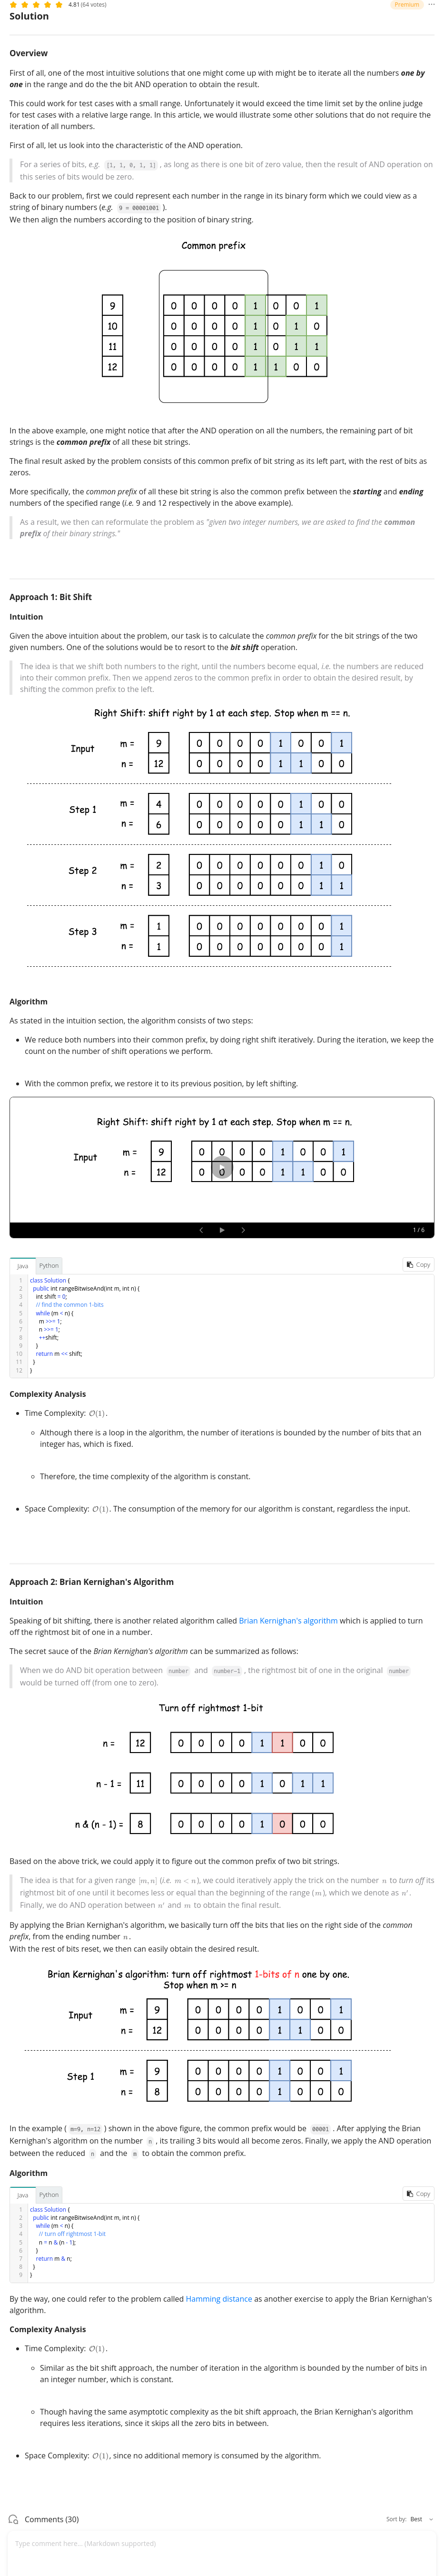 4.81 (64 votes)
Premium
Solution
Overview
First of all, one of the most intuitive solutions that one might come up with might be to iterate all the numbers one by
one in the range and do the the bit AND operation to obtain the result.
This could work for test cases with a small range. Unfortunately it would exceed the time limit set by the online judge
for test cases with a relative large range. In this article, we would illustrate some other solutions that do not require the
iteration of all numbers.
First of all, let us look into the characteristic of the AND operation.
For a series of bits, e.g. [1, 1, 0, 1, 1] , as long as there is one bit of zero value, then the result of AND operation on
this series of bits would be zero.
Back to our problem, first we could represent each number in the range in its binary form which we could view as a
string of binary numbers (e.g. 9 = 00001001 ).
We then align the numbers according to the position of binary string.
Common prefix
9 0 0 0 0 1 0 0 1
10 0 0 0 0 1 0 1 0
11 0 0 0 0 1 0 1 1
12 0 0 0 0 1 1 0 0
In the above example, one might notice that after the AND operation on all the numbers, the remaining part of bit
strings is the common prefix of all these bit strings.
The final result asked by the problem consists of this common prefix of bit string as its left part, with the rest of bits as
zeros.
More specifically, the common prefix of all these bit string is also the common prefix between the starting and ending
numbers of the specified range (i.e. 9 and 12 respectively in the above example).
As a result, we then can reformulate the problem as "given two integer numbers, we are asked to find the common
prefix of their binary strings."
Approach 1: Bit Shift
Intuition
Given the above intuition about the problem, our task is to calculate the common prefix for the bit strings of the two
given numbers. One of the solutions would be to resort to the bit shift operation.
The idea is that we shift both numbers to the right, until the numbers become equal, i.e. the numbers are reduced
into their common prefix. Then we append zeros to the common prefix in order to obtain the desired result, by
shifting the common prefix to the left.
Right Shift: shift right by 1 at each step. Stop when m == n.
Input
m = 9 0 0 0 0 1 0 0 1
n = 12 0 0 0 0 1 1 0 0
Step 1
m = 4 0 0 0 0 0 1 0 0
n = 6 0 0 0 0 0 1 1 0
Step 2
m = 2 0 0 0 0 0 0 1 0
n = 3 0 0 0 0 0 0 1 1
Step 3
m = 1 0 0 0 0 0 0 0 1
n = 1 0 0 0 0 0 0 0 1
Algorithm
As stated in the intuition section, the algorithm consists of two steps:
• We reduce both numbers into their common prefix, by doing right shift iteratively. During the iteration, we keep the
count on the number of shift operations we perform.
• With the common prefix, we restore it to its previous position, by left shifting.
Right Shift: shift right by 1 at each step. Stop when m == n.
Input
m = 9 0 0 0 0 1 0 0 1
n = 12 0 0 0 0 1 1 0 0
1 / 6
Java Python Copy
1 class Solution {
2 public int rangeBitwiseAnd(int m, int n) {
3 int shift = 0;
4 // find the common 1-bits
5 while (m < n) {
6 m >>= 1;
7 n >>= 1;
8 ++shift;
9 }
10 return m << shift;
11 }
12 }
Complexity Analysis
• Time Complexity: O(1).
Although there is a loop in the algorithm, the number of iterations is bounded by the number of bits that an
integer has, which is fixed.
Therefore, the time complexity of the algorithm is constant.
• Space Complexity: O(1). The consumption of the memory for our algorithm is constant, regardless the input.
Approach 2: Brian Kernighan's Algorithm
Intuition
Speaking of bit shifting, there is another related algorithm called Brian Kernighan's algorithm which is applied to turn
off the rightmost bit of one in a number.
The secret sauce of the Brian Kernighan's algorithm can be summarized as follows:
When we do AND bit operation between number and number-1 , the rightmost bit of one in the original number
would be turned off (from one to zero).
Turn off rightmost 1-bit
n = 12 0 0 0 0 1 1 0 0
n - 1 = 11 0 0 0 0 1 0 1 1
n & (n - 1) = 8 0 0 0 0 1 0 0 0
Based on the above trick, we could apply it to figure out the common prefix of two bit strings.
The idea is that for a given range [m, n] (i.e. m < n), we could iteratively apply the trick on the number n to turn off its
rightmost bit of one until it becomes less or equal than the beginning of the range (m), which we denote as n′.
Finally, we do AND operation between n′ and m to obtain the final result.
By applying the Brian Kernighan's algorithm, we basically turn off the bits that lies on the right side of the common
prefix, from the ending number n.
With the rest of bits reset, we then can easily obtain the desired result.
Brian Kernighan's algorithm: turn off rightmost 1-bits of n one by one.
Stop when m >= n
Input
m = 9 0 0 0 0 1 0 0 1
n = 12 0 0 0 0 1 1 0 0
Step 1
m = 9 0 0 0 0 1 0 0 1
n = 8 0 0 0 0 1 0 0 0
In the example ( m=9, n=12 ) shown in the above figure, the common prefix would be 00001 . After applying the Brian
Kernighan's algorithm on the number n , its trailing 3 bits would all become zeros. Finally, we apply the AND operation
between the reduced n and the m to obtain the common prefix.
Algorithm
Java Python Copy
1 class Solution {
2 public int rangeBitwiseAnd(int m, int n) {
3 while (m < n) {
4 // turn off rightmost 1-bit
5 n = n & (n - 1);
6 }
7 return m & n;
8 }
9 }
By the way, one could refer to the problem called Hamming distance as another exercise to apply the Brian Kernighan's
algorithm.
Complexity Analysis
• Time Complexity: O(1).
Similar as the bit shift approach, the number of iteration in the algorithm is bounded by the number of bits in
an integer number, which is constant.
Though having the same asymptotic complexity as the bit shift approach, the Brian Kernighan's algorithm
requires less iterations, since it skips all the zero bits in between.
• Space Complexity: O(1), since no additional memory is consumed by the algorithm.
Comments (30)
Sort by: Best
Type comment here... (Markdown supported)